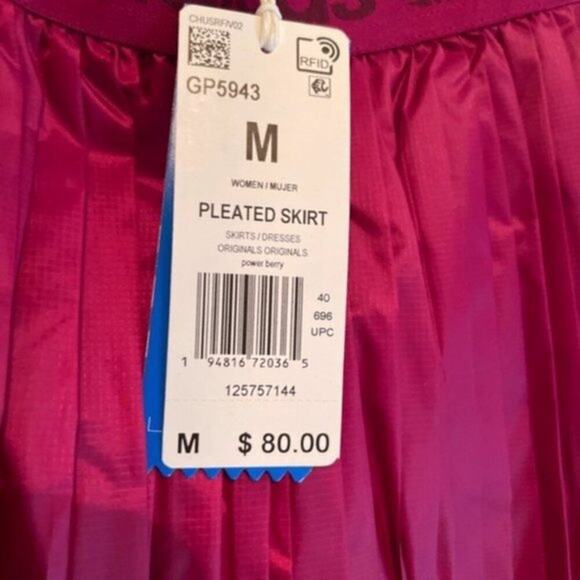 CHUSRFIV02
RFID
GP5943
M
WOMEN / MUJER
PLEATED SKIRT
SKIRTS / DRESSES
ORIGINALS ORIGINALS
power berry
40
696
UPC
1 94816 72036 5
125757144
M $ 80.00